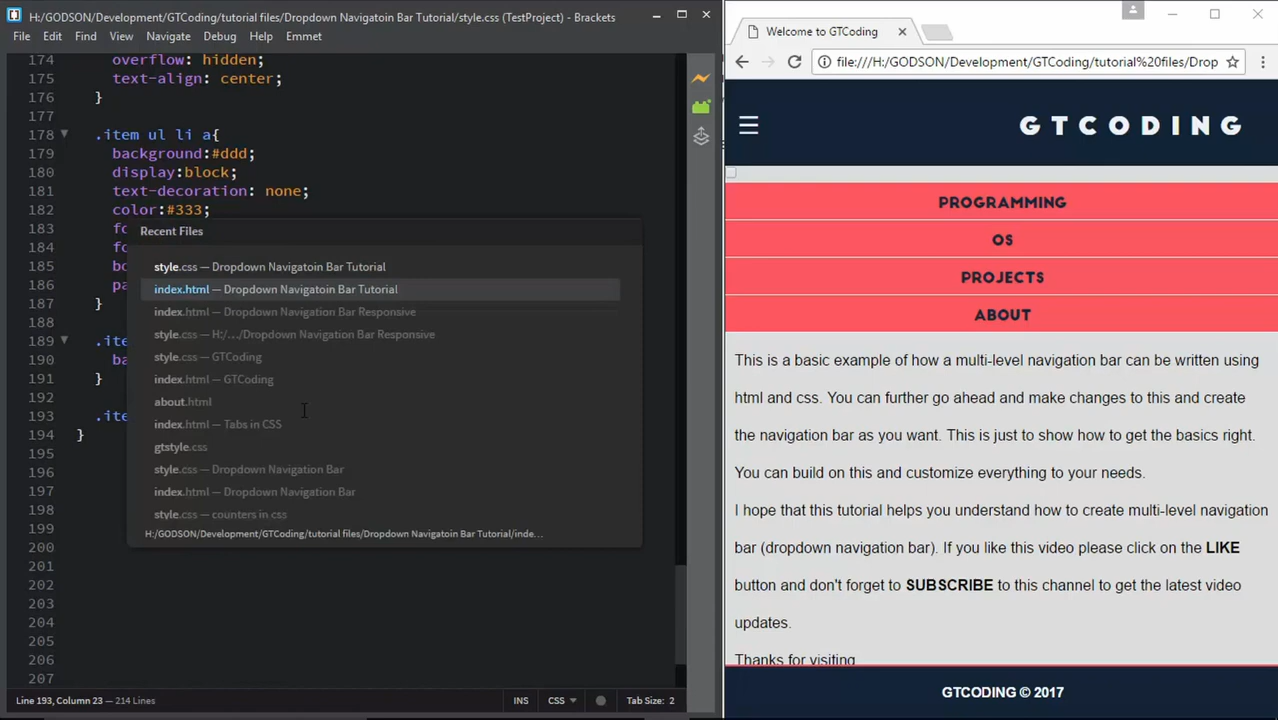 H:/GODSON/Development/GTCoding/tutorial files/Dropdown Navigatoin Bar Tutorial/style.css (TestProject) - Brackets
File Edit Find View Navigate Debug Help Emmet
174 overflow: hidden;
175 text-align: center;
176 }
177
178 .item ul li a{
179 background:#ddd;
180 display:block;
181 text-decoration: none;
182 color:#333;
183 fo
184 fo
185 bo
186 pa
187 }
188
189 .ite
190 ba
191 }
192
193 .ite
194 }
195
196
197
198
199
200
201
202
203
204
205
206
207
Recent Files
style.css — Dropdown Navigatoin Bar Tutorial
index.html — Dropdown Navigatoin Bar Tutorial
index.html — Dropdown Navigation Bar Responsive
style.css — H:/.../Dropdown Navigation Bar Responsive
style.css — GTCoding
index.html — GTCoding
about.html
index.html — Tabs in CSS
gtstyle.css
style.css — Dropdown Navigation Bar
index.html — Dropdown Navigation Bar
style.css — counters in css
H:/GODSON/Development/GTCoding/tutorial files/Dropdown Navigatoin Bar Tutorial/inde...
Line 193, Column 23 — 214 Lines
INS CSS Tab Size: 2
Welcome to GTCoding
file:///H:/GODSON/Development/GTCoding/tutorial%20files/Drop
GTCODING
PROGRAMMING
OS
PROJECTS
ABOUT
This is a basic example of how a multi-level navigation bar can be written using
html and css. You can further go ahead and make changes to this and create
the navigation bar as you want. This is just to show how to get the basics right.
You can build on this and customize everything to your needs.
I hope that this tutorial helps you understand how to create multi-level navigation
bar (dropdown navigation bar). If you like this video please click on the LIKE
button and don't forget to SUBSCRIBE to this channel to get the latest video
updates.
Thanks for visiting
GTCODING © 2017